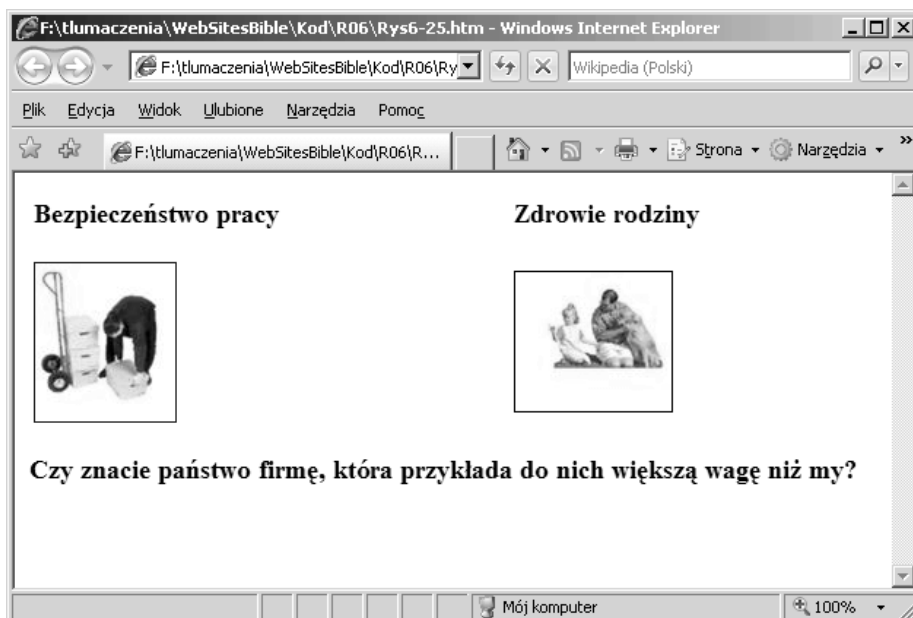 F:\tlumaczenia\WebSitesBible\Kod\R06\Rys6-25.htm - Windows Internet Explorer
F:\tlumaczenia\WebSitesBible\Kod\R06\Ry Wikipedia (Polski)
Plik Edycja Widok Ulubione Narzędzia Pomoc
F:\tlumaczenia\WebSitesBible\Kod\R06\R... Strona Narzędzia »
Bezpieczeństwo pracy Zdrowie rodziny
Czy znacie państwo firmę, która przykłada do nich większą wagę niż my?
Mój komputer 100%